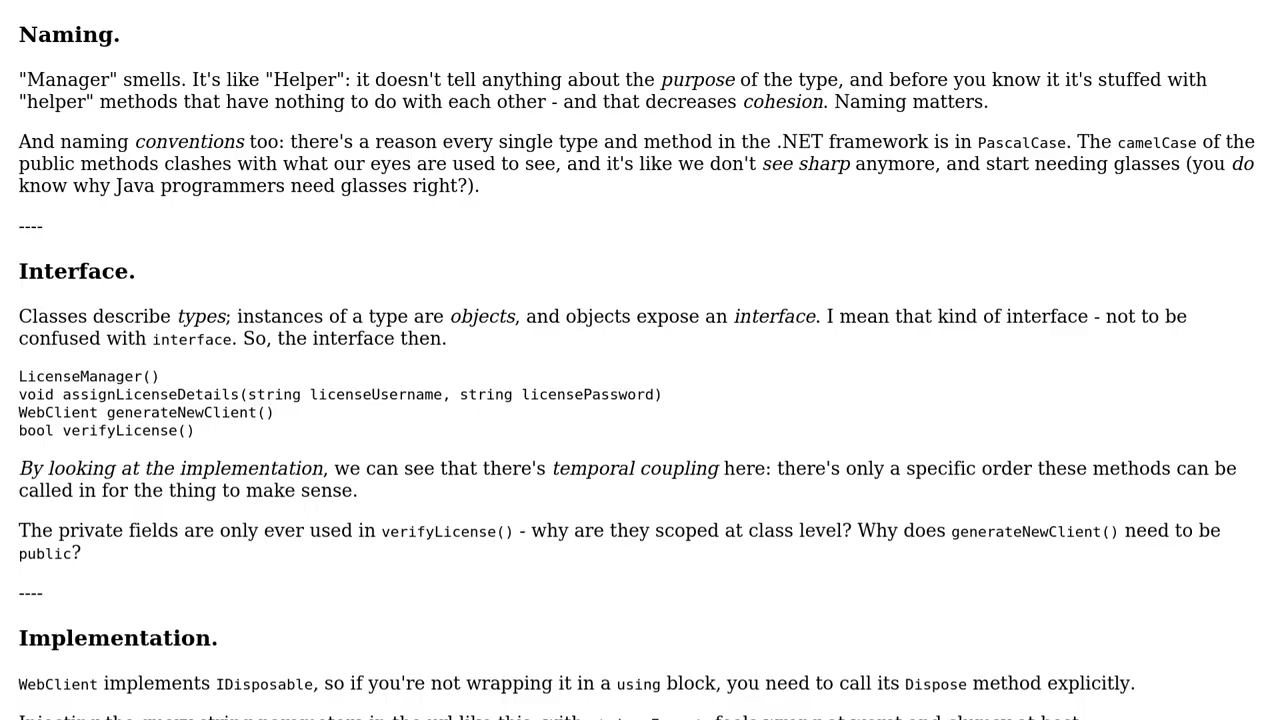 Naming.
"Manager" smells. It's like "Helper": it doesn't tell anything about the purpose of the type, and before you know it it's stuffed with
"helper" methods that have nothing to do with each other - and that decreases cohesion. Naming matters.
And naming conventions too: there's a reason every single type and method in the .NET framework is in PascalCase. The camelCase of the
public methods clashes with what our eyes are used to see, and it's like we don't see sharp anymore, and start needing glasses (you do
know why Java programmers need glasses right?).
----
Interface.
Classes describe types; instances of a type are objects, and objects expose an interface. I mean that kind of interface - not to be
confused with interface. So, the interface then.
LicenseManager()
void assignLicenseDetails(string licenseUsername, string licensePassword)
WebClient generateNewClient()
bool verifyLicense()
By looking at the implementation, we can see that there's temporal coupling here: there's only a specific order these methods can be
called in for the thing to make sense.
The private fields are only ever used in verifyLicense() - why are they scoped at class level? Why does generateNewClient() need to be
public?
----
Implementation.
WebClient implements IDisposable, so if you're not wrapping it in a using block, you need to call its Dispose method explicitly.